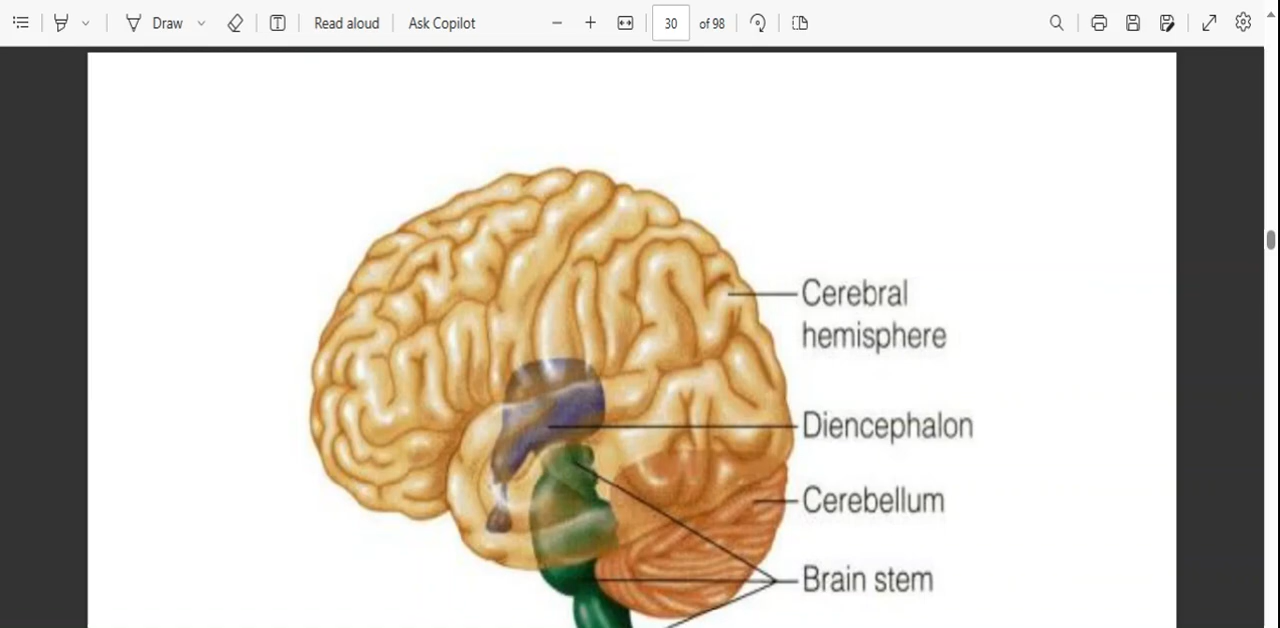 Draw
Read aloud
Ask Copilot
30
of 98
Cerebral
hemisphere
Diencephalon
Cerebellum
Brain stem